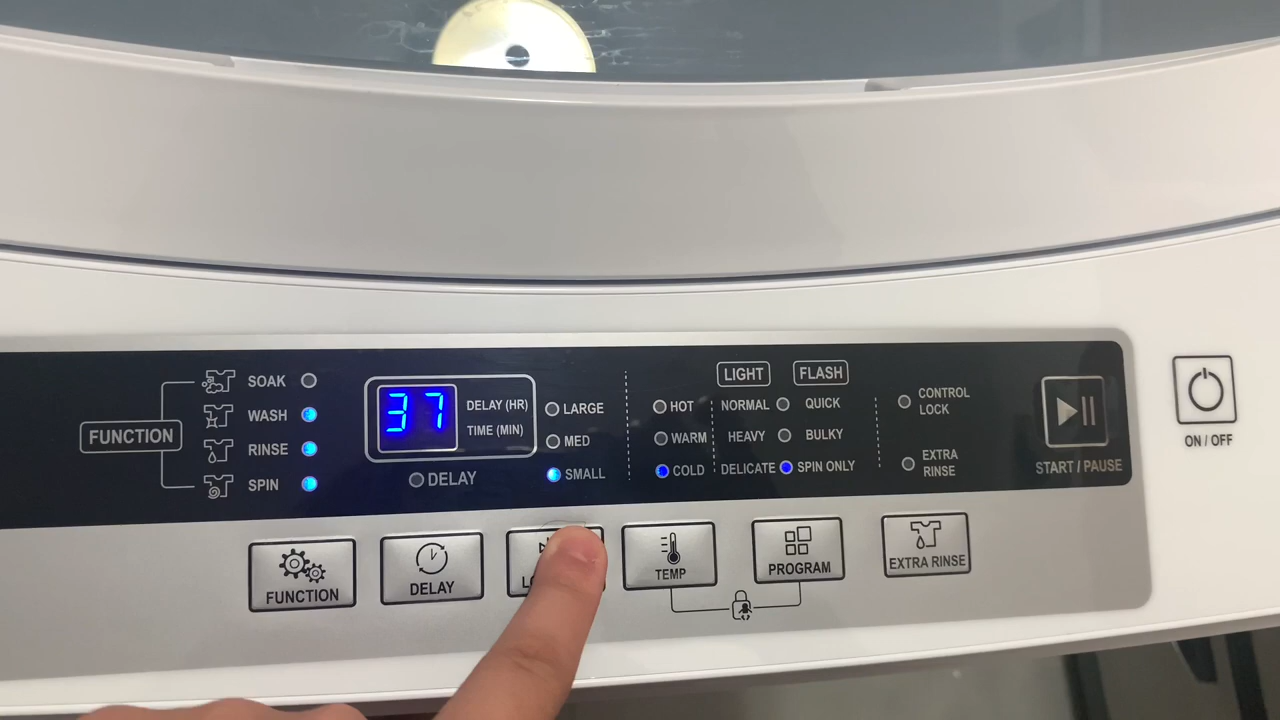 FUNCTION
SOAK
WASH
RINSE
SPIN
37
DELAY (HR)
TIME (MIN)
DELAY
LARGE
MED
SMALL
HOT
WARM
COLD
LIGHT FLASH
NORMAL QUICK
HEAVY BULKY
DELICATE SPIN ONLY
CONTROL
LOCK
EXTRA
RINSE
START / PAUSE
ON / OFF
FUNCTION
DELAY
TEMP
PROGRAM
EXTRA RINSE